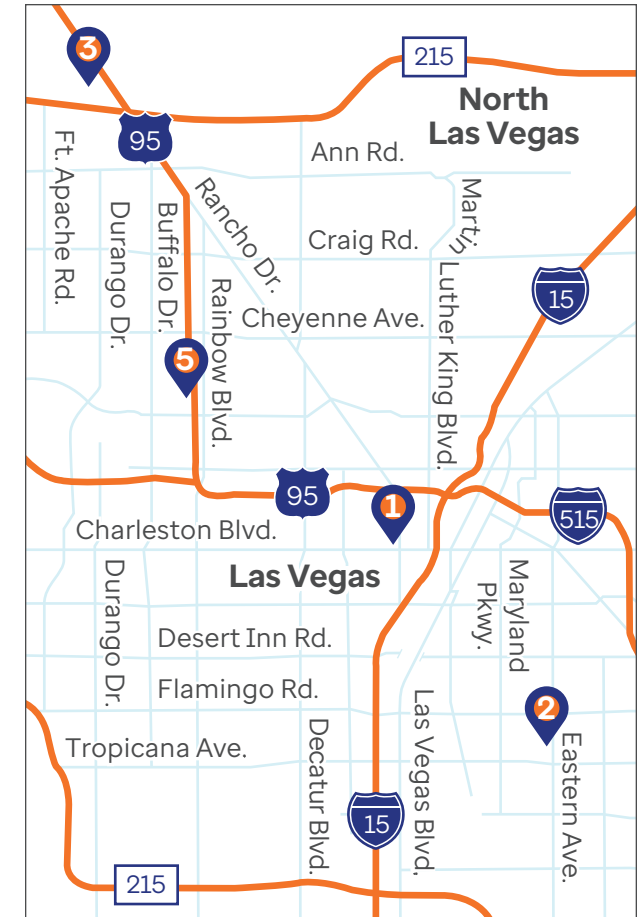 3
215
North
Las Vegas
95
Ann Rd.
Ft. Apache Rd.
Durango Dr.
Buffalo Dr.
Rancho Dr.
Martin Luther King Blvd.
Craig Rd.
15
Rainbow Blvd.
Cheyenne Ave.
5
95
1
515
Charleston Blvd.
Las Vegas
Durango Dr.
Maryland
Pkwy.
Desert Inn Rd.
Flamingo Rd.
2
Tropicana Ave.
Decatur Blvd.
Las Vegas Blvd.
Eastern Ave.
15
215